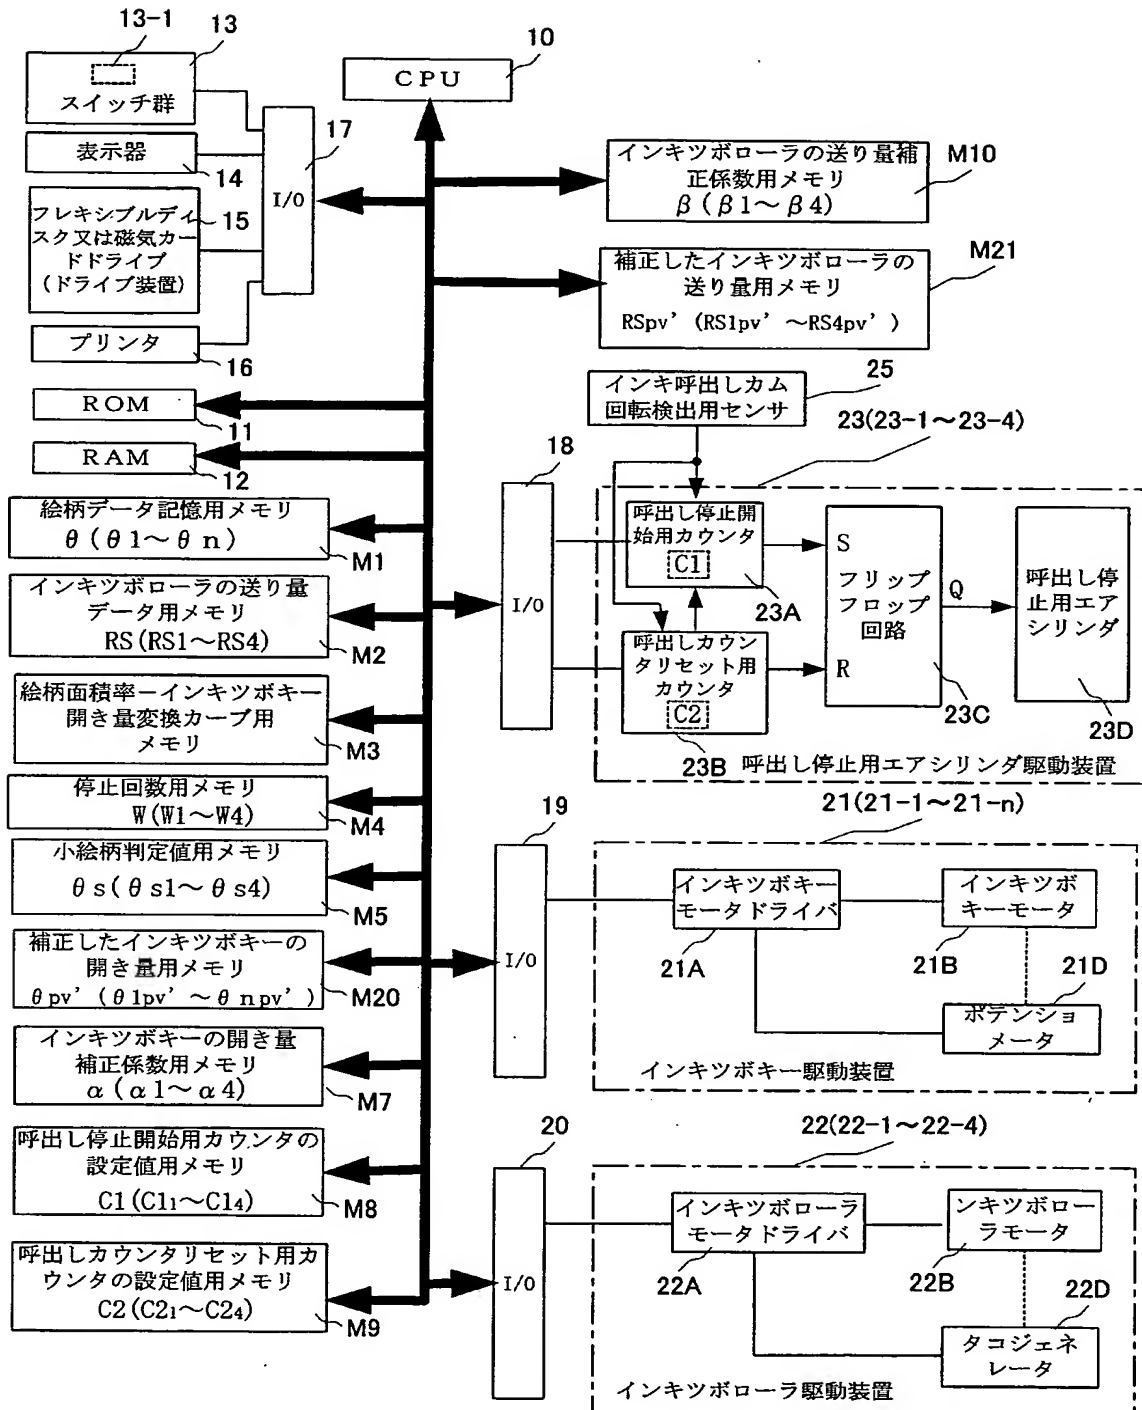 13-1
13
スイッチ群
表示器
14
フレキシブルディ
スク又は磁気カー
ドドライブ
(ドライブ装置)
15
プリンタ
16
I/O
17
CPU
10
ROM
11
RAM
12
絵柄データ記憶用メモリ
θ(θ1～θn)
M1
インキツボローラの送り量
データ用メモリ
RS(RS1～RS4)
M2
絵柄面積率－インキツボキー
開き量変換カーブ用
メモリ
M3
停止回数用メモリ
W(W1～W4)
M4
小絵柄判定値用メモリ
θs(θs1～θs4)
M5
補正したインキツボキーの
開き量用メモリ
θpv'(θ1pv'～θnpv')
M20
インキツボキーの開き量
補正係数用メモリ
α(α1～α4)
M7
呼出し停止開始用カウンタの
設定値用メモリ
C1(C1₁～C1₄)
M8
呼出しカウンタリセット用カ
ウンタの設定値用メモリ
C2(C2₁～C2₄)
M9
インキツボローラの送り量補
正係数用メモリ
β(β1～β4)
M10
補正したインキツボローラの
送り量用メモリ
RSpv'(RS1pv'～RS4pv')
M21
インキ呼出しカム
回転検出用センサ
25
23(23-1～23-4)
18
I/O
呼出し停止開
始用カウンタ
C1
23A
呼出しカウン
タリセット用
カウンタ
C2
23B
S
フリップ
フロップ
回路
R
Q
23C
呼出し停
止用エア
シリンダ
23D
呼出し停止用エアシリンダ駆動装置
21(21-1～21-n)
19
I/O
インキツボキー
モータドライバ
21A
インキツボ
キーモータ
21B
21D
ポテンショ
メータ
インキツボキー駆動装置
22(22-1～22-4)
20
I/O
インキツボローラ
モータドライバ
22A
ンキツボロー
ラモータ
22B
22D
タコジェネ
レータ
インキツボローラ駆動装置